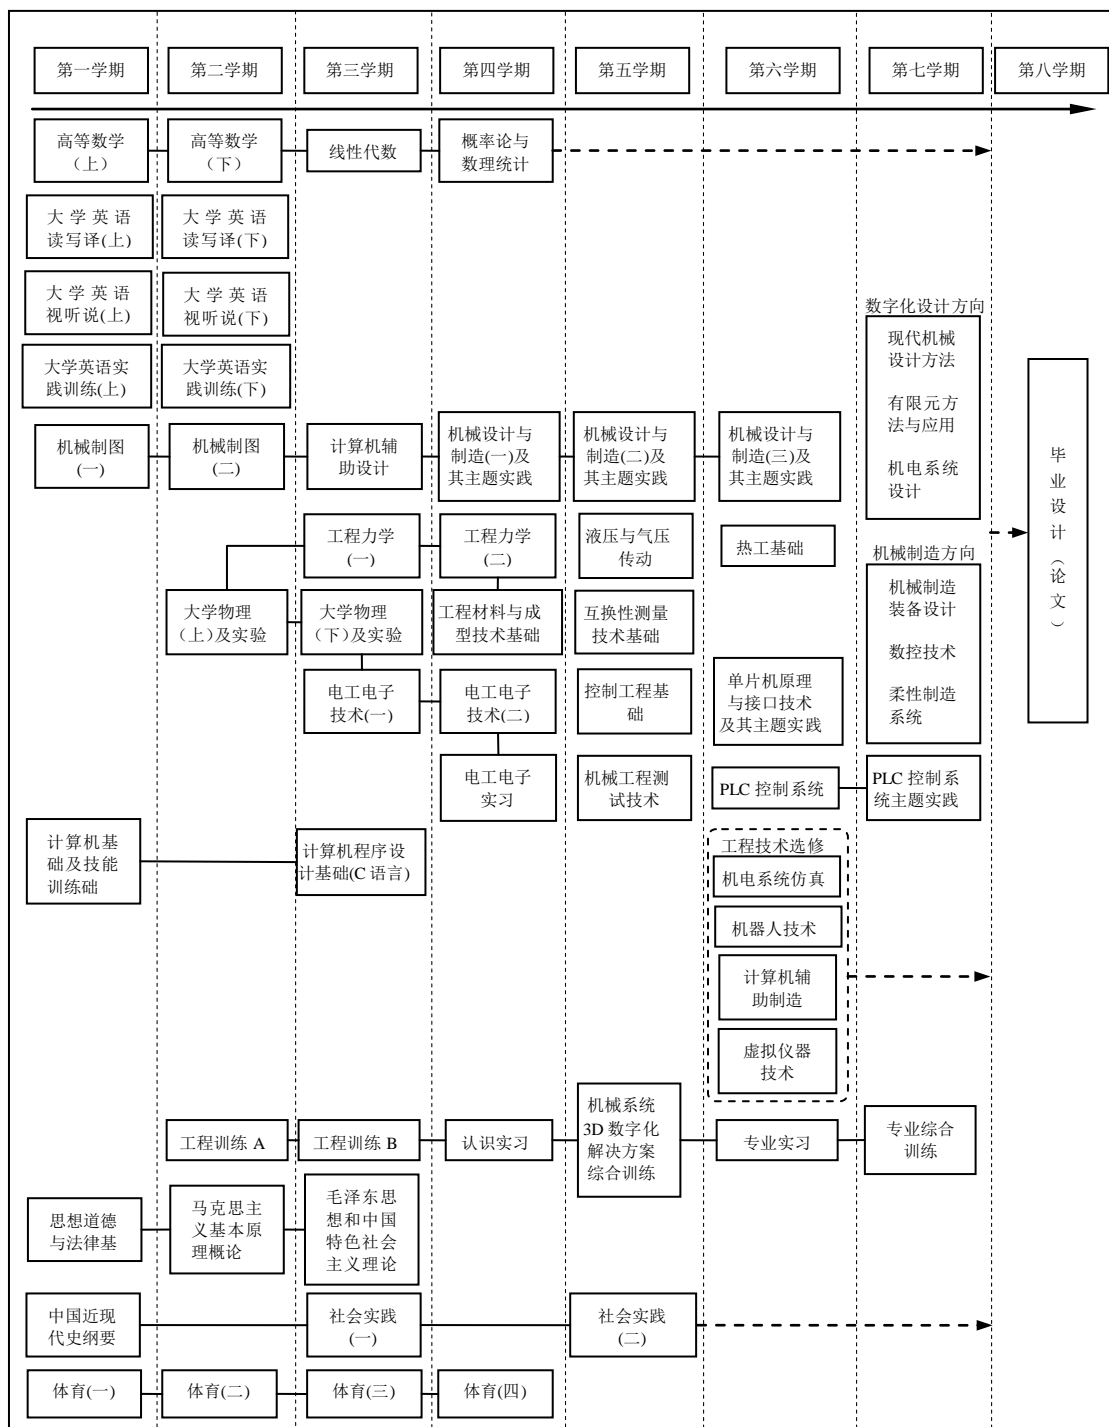 第一学期
第二学期
第三学期
第四学期
第五学期
第六学期
第七学期
第八学期
高等数学
（上）
高等数学
（下）
线性代数
概率论与
数理统计
大学英语
读写译(上)
大学英语
读写译(下)
大学英语
视听说(上)
大学英语
视听说(下)
大学英语实
践训练(上)
大学英语实
践训练(下)
数字化设计方向
现代机械
设计方法
有限元方
法与应用
机电系统
设计
机械制图
(一)
机械制图
(二)
计算机辅
助设计
机械设计与
制造(一)及
其主题实践
机械设计与
制造(二)及
其主题实践
机械设计与
制造(三)及
其主题实践
毕业设计（论文）
工程力学
(一)
工程力学
(二)
液压与气压
传动
热工基础
机械制造方向
机械制造
装备设计
数控技术
柔性制造
系统
大学物理
（上）及实验
大学物理
（下）及实验
工程材料与成
型技术基础
互换性测量
技术基础
电工电子
技术(一)
电工电子
技术(二)
控制工程基
础
单片机原理
与接口技术
及其主题实践
电工电子
实习
机械工程测
试技术
PLC 控制系统
PLC 控制系
统主题实践
计算机基
础及技能
训练础
计算机程序设
计基础(C 语言)
工程技术选修
机电系统仿真
机器人技术
计算机辅
助制造
虚拟仪器
技术
工程训练 A
工程训练 B
认识实习
机械系统
3D 数字化
解决方案
综合训练
专业实习
专业综合
训练
思想道德
与法律基
马克思主
义基本原
理概论
毛泽东思
想和中国
特色社会
主义理论
中国近现
代史纲要
社会实践
(一)
社会实践
(二)
体育(一)
体育(二)
体育(三)
体育(四)